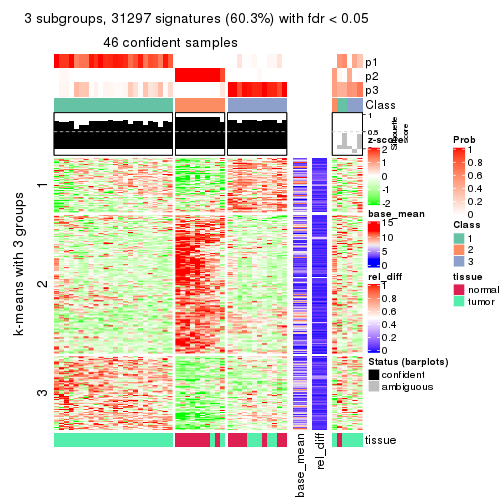 3 subgroups, 31297 signatures (60.3%) with fdr < 0.05
46 confident samples
p1
p2
p3
Class
1
0.5
Silhouette
score
k-means with 3 groups
1
2
3
z-score
2
1
0
-1
-2
base_mean
15
10
5
0
rel_diff
1
0.8
0.6
0.4
0.2
0
Status (barplots)
confident
ambiguous
Prob
1
0.8
0.6
0.4
0.2
0
Class
1
2
3
tissue
normal
tumor
tissue
base_mean
rel_diff